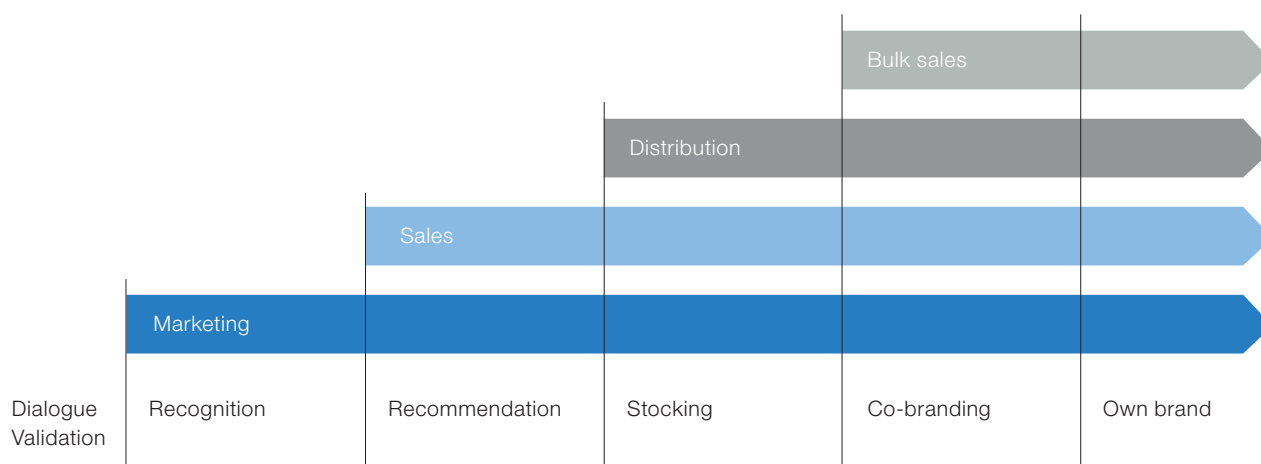 Bulk sales
Distribution
Sales
Marketing
Dialogue
Validation
Recognition
Recommendation
Stocking
Co-branding
Own brand